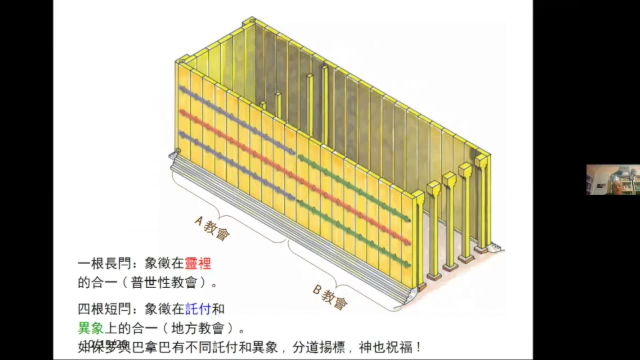 A 教會
B 教會
一根長閂：象徵在靈裡
的合一（普世性教會）。
四根短閂：象徵在託付和
異象上的合一（地方教會）。
如保羅與巴拿巴有不同託付和異象，分道揚標，神也祝福！